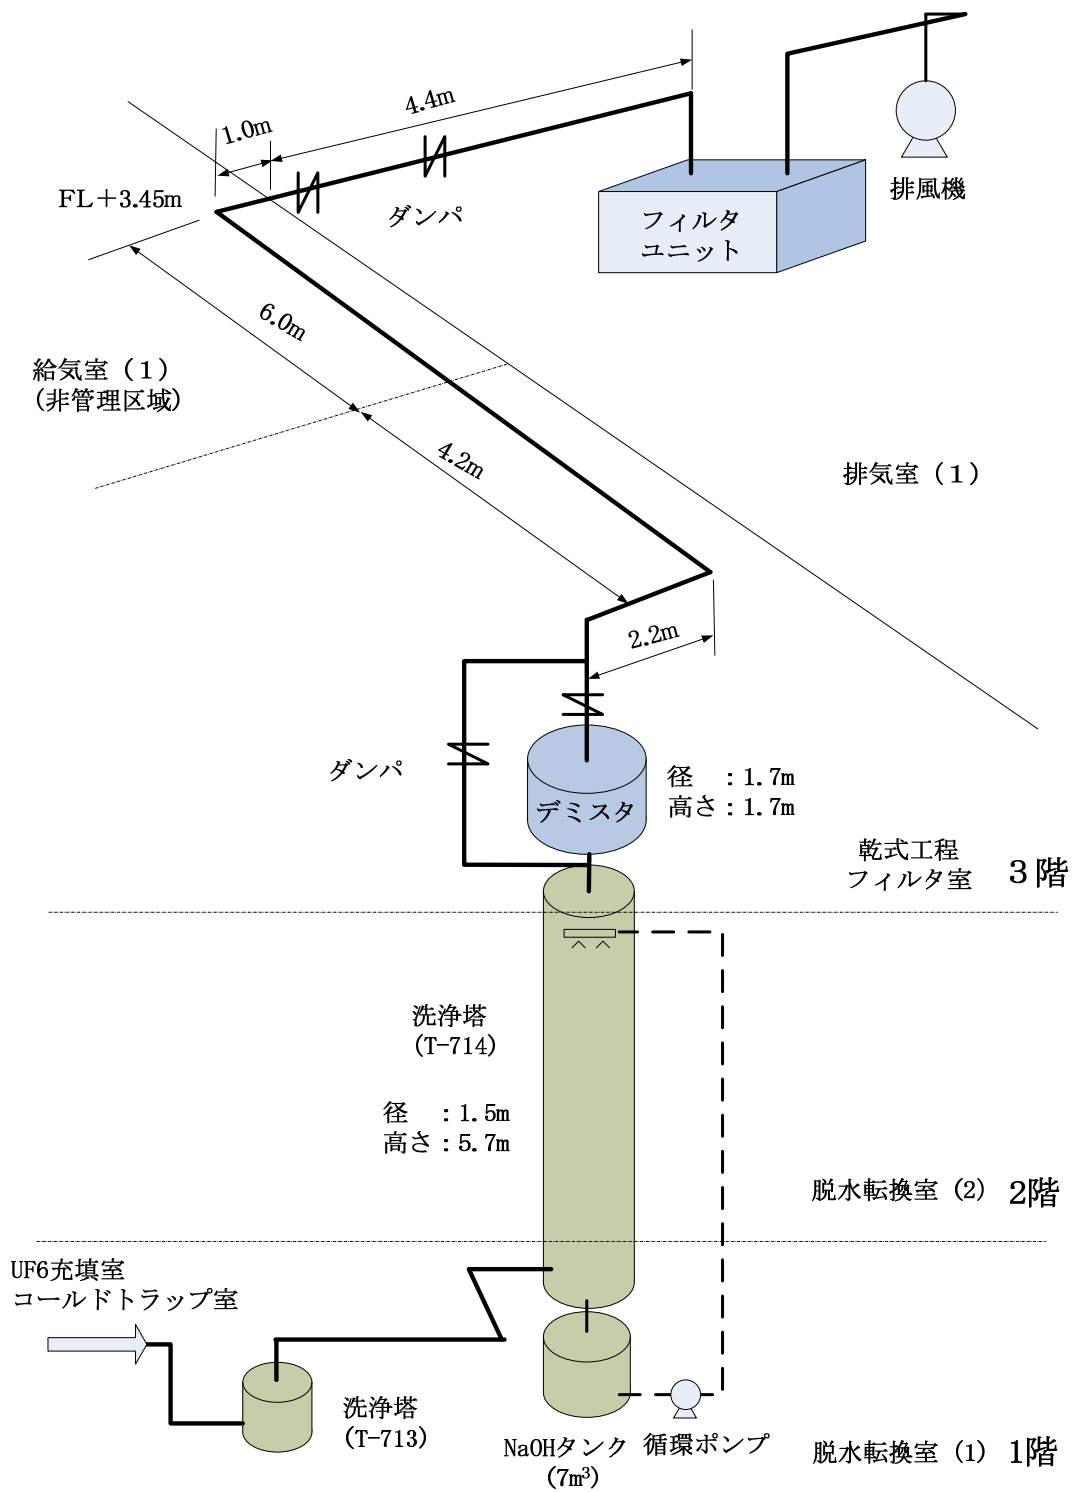 4.4m
1.0m
FL+3.45m
ダンパ
フィルタ
ユニット
排風機
6.0m
給気室（1）
(非管理区域)
4.2m
排気室（1）
2.2m
ダンパ
デミスタ
径　：1.7m
高さ：1.7m
乾式工程
フィルタ室
3階
洗浄塔
(T-714)
径　：1.5m
高さ：5.7m
脱水転換室（2）
2階
UF6充填室
コールドトラップ室
洗浄塔
(T-713)
NaOHタンク
(7m³)
循環ポンプ
脱水転換室（1）
1階